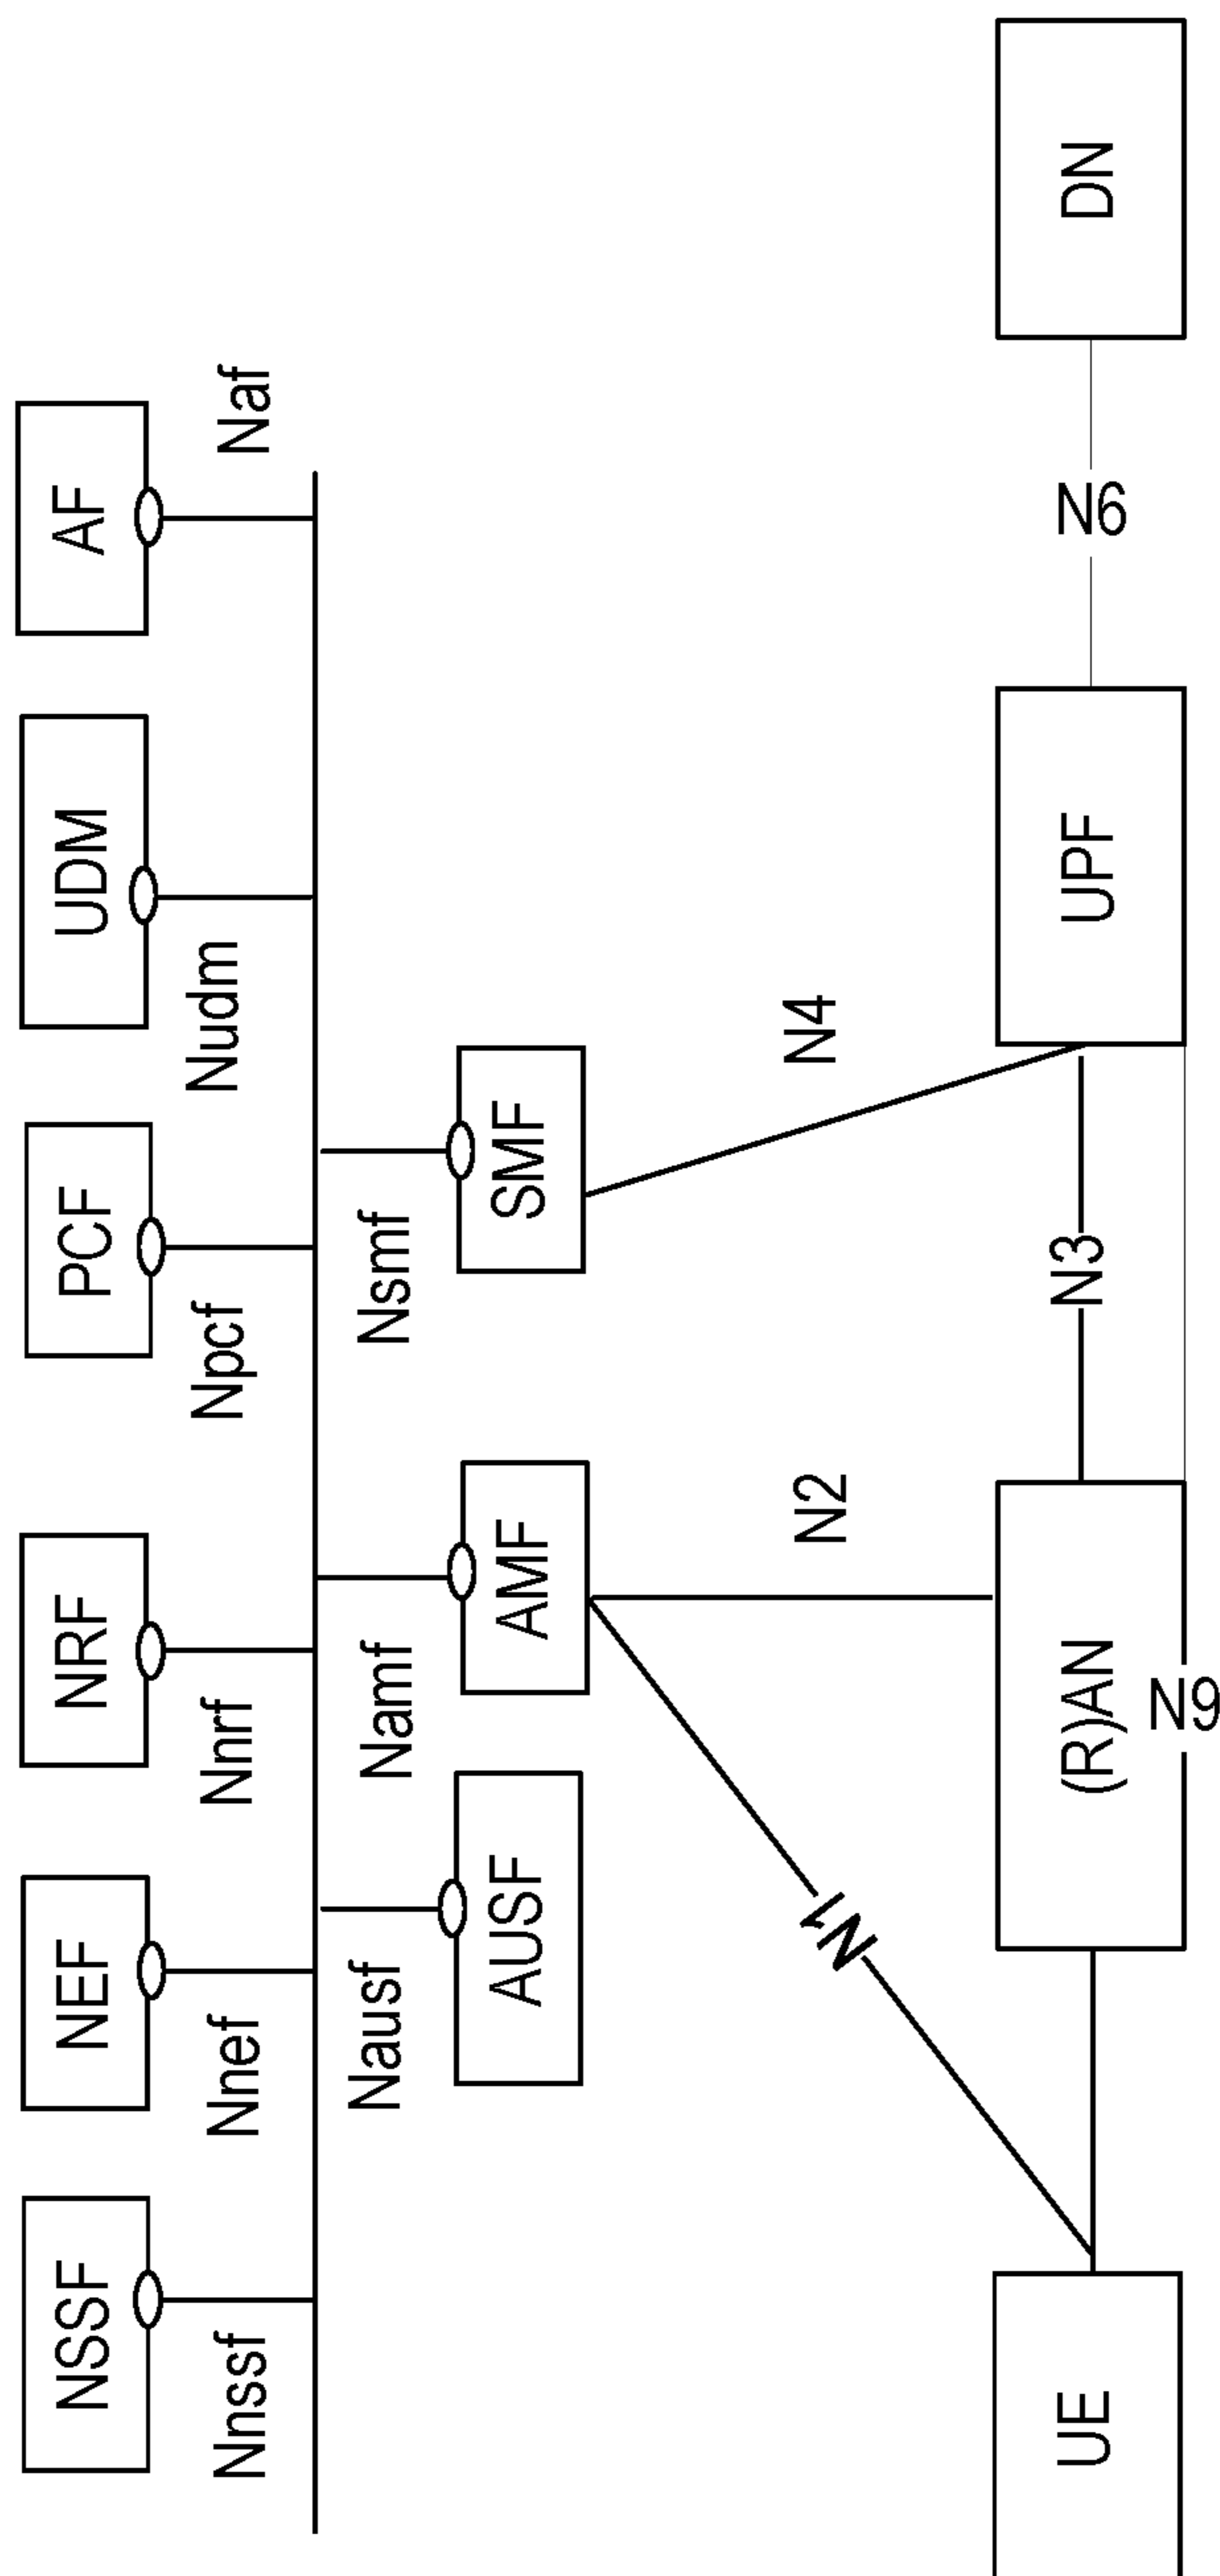 NSSF
NEF
NRF
PCF
UDM
AF
Nnssf
Nnef
Nnrf
Npcf
Nudm
Naf
Nausf
Namf
Nsmf
AUSF
AMF
SMF
N1
N2
N4
UE
(R)AN
N3
UPF
N6
DN
N9